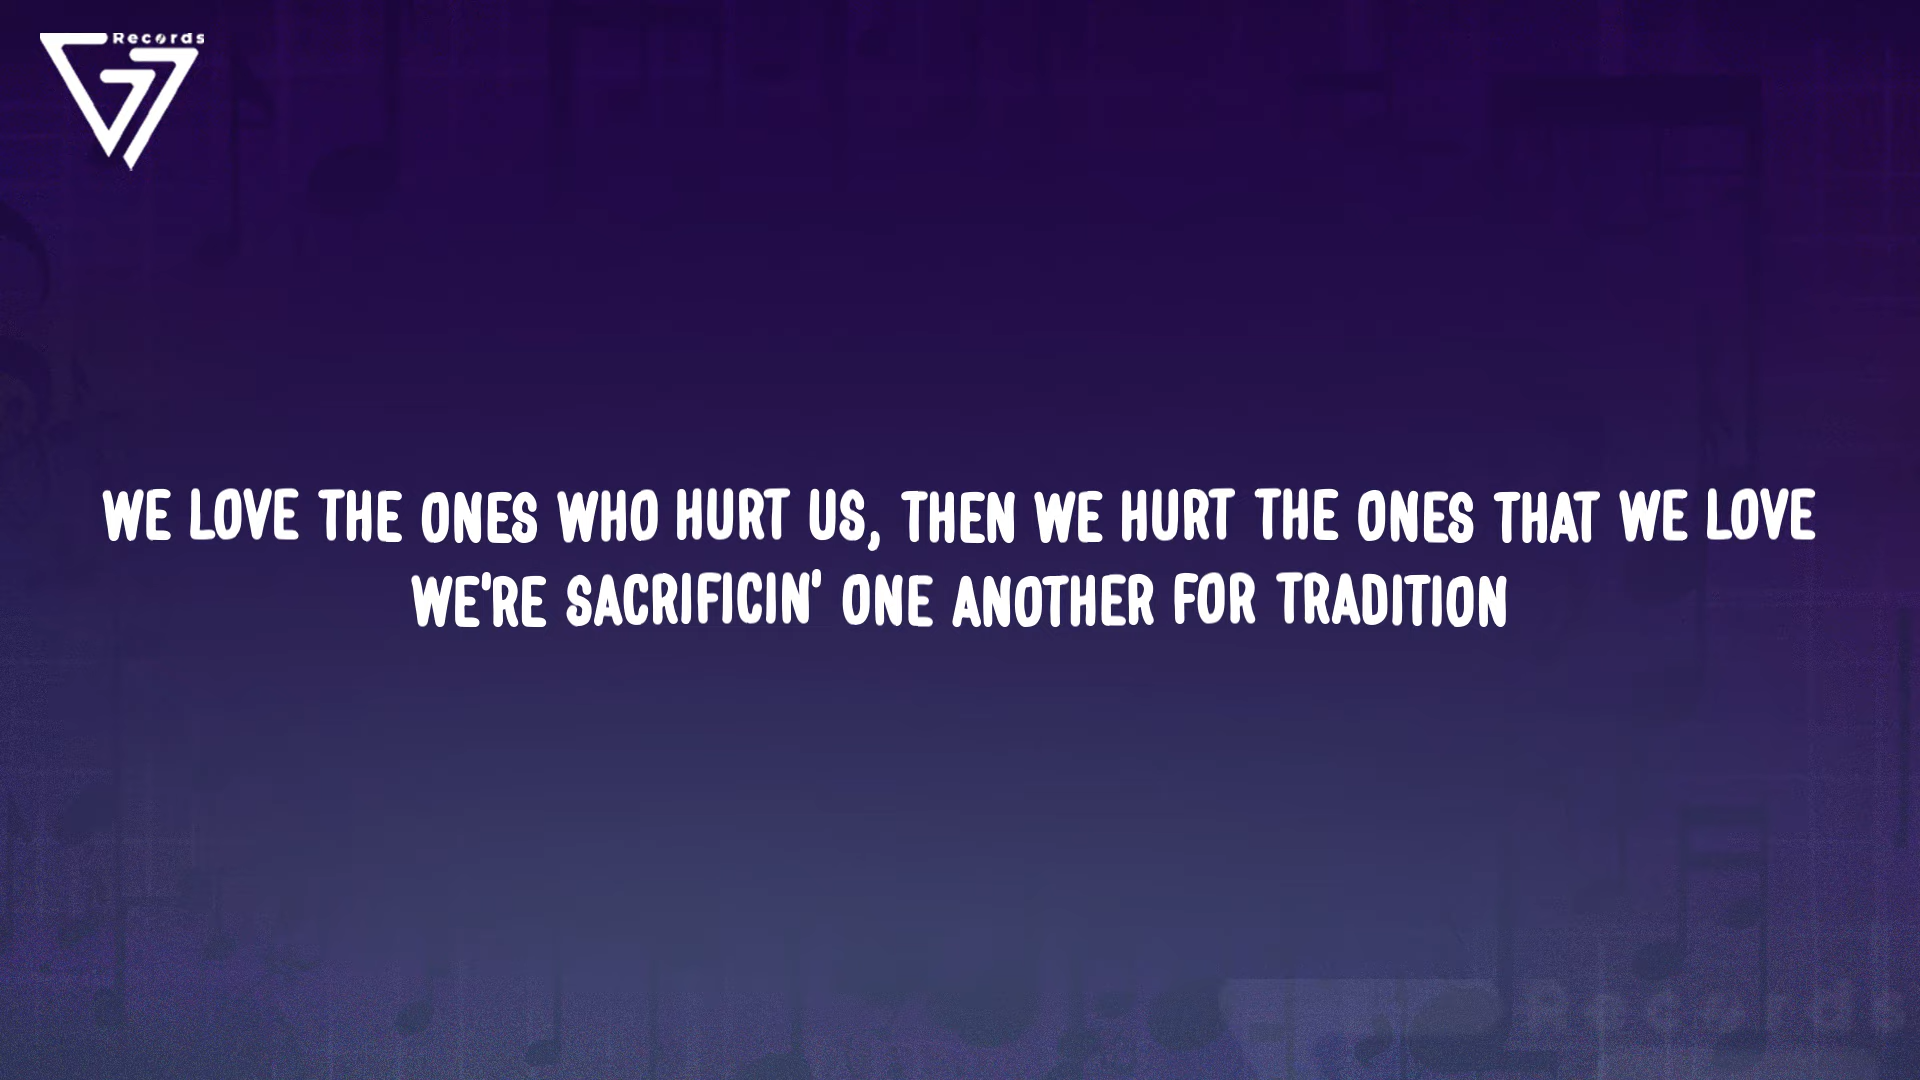 Records
WE LOVE THE ONES WHO HURT US, THEN WE HURT THE ONES THAT WE LOVE
WE'RE SACRIFICIN' ONE ANOTHER FOR TRADITION
Records